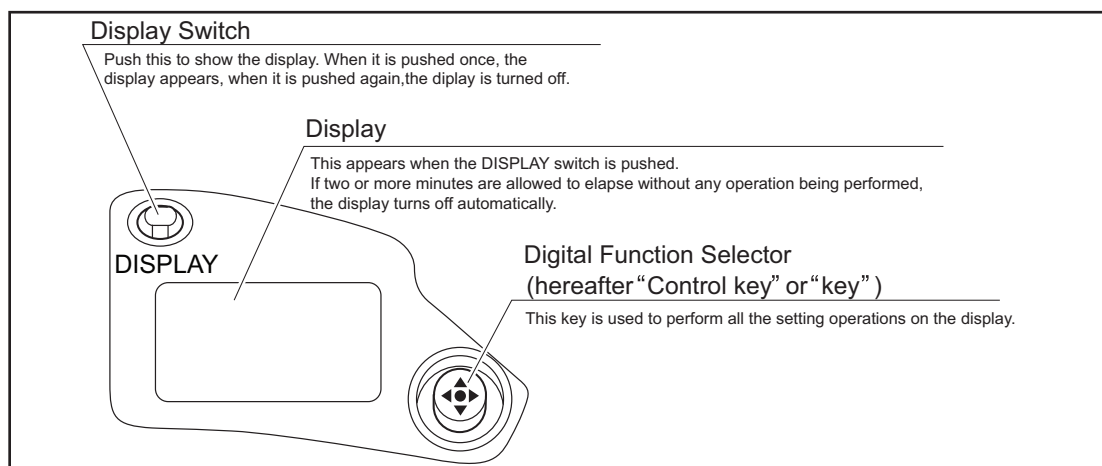 Display Switch
Push this to show the display. When it is pushed once, the
display appears, when it is pushed again,the diplay is turned off.
Display
This appears when the DISPLAY switch is pushed.
If two or more minutes are allowed to elapse without any operation being performed,
the display turns off automatically.
DISPLAY
Digital Function Selector
(hereafter “Control key” or “key” )
This key is used to perform all the setting operations on the display.